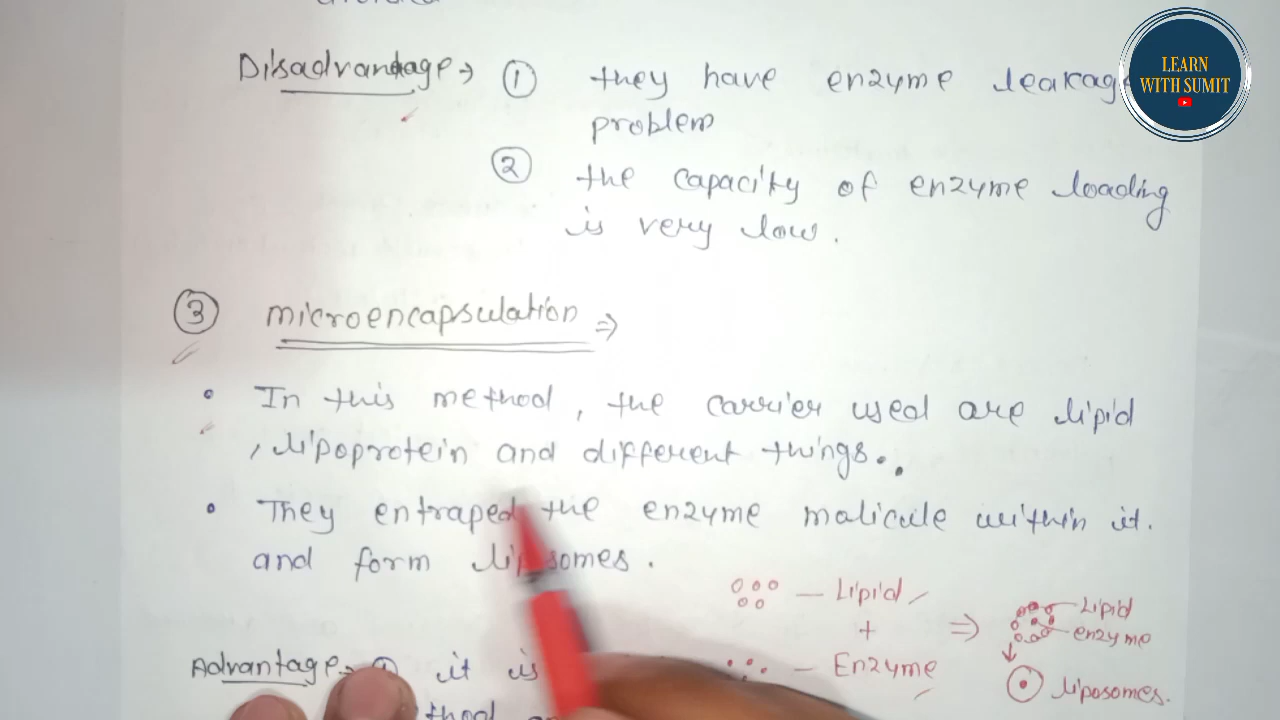 Disadvantage → ① they have enzyme leakag
problem
② the capacity of enzyme loading
is very low.
LEARN
WITH SUMIT
③ microencapsulation ⇒
• In this method, the carrier used are lipid
, lipoprotein and different things.
• They entraped the enzyme malicule within it.
and form liposomes.
— Lipid
+
— Enzyme
⇒
Lipid
enzyme
liposomes.
Advantage → ① it is
thod